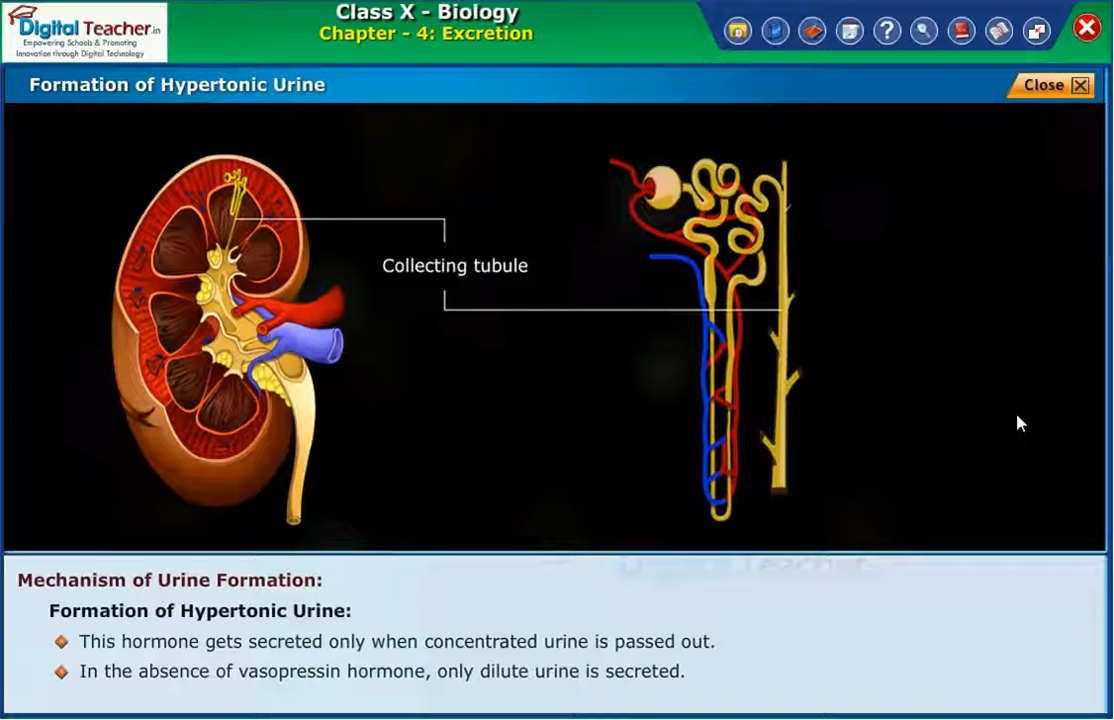 Digital Teacher.in
Empowering Schools & Promoting
Innovation through Digital Technology
Class X - Biology
Chapter - 4: Excretion
Formation of Hypertonic Urine
Close
Collecting tubule
Mechanism of Urine Formation:
Formation of Hypertonic Urine:
This hormone gets secreted only when concentrated urine is passed out.
In the absence of vasopressin hormone, only dilute urine is secreted.